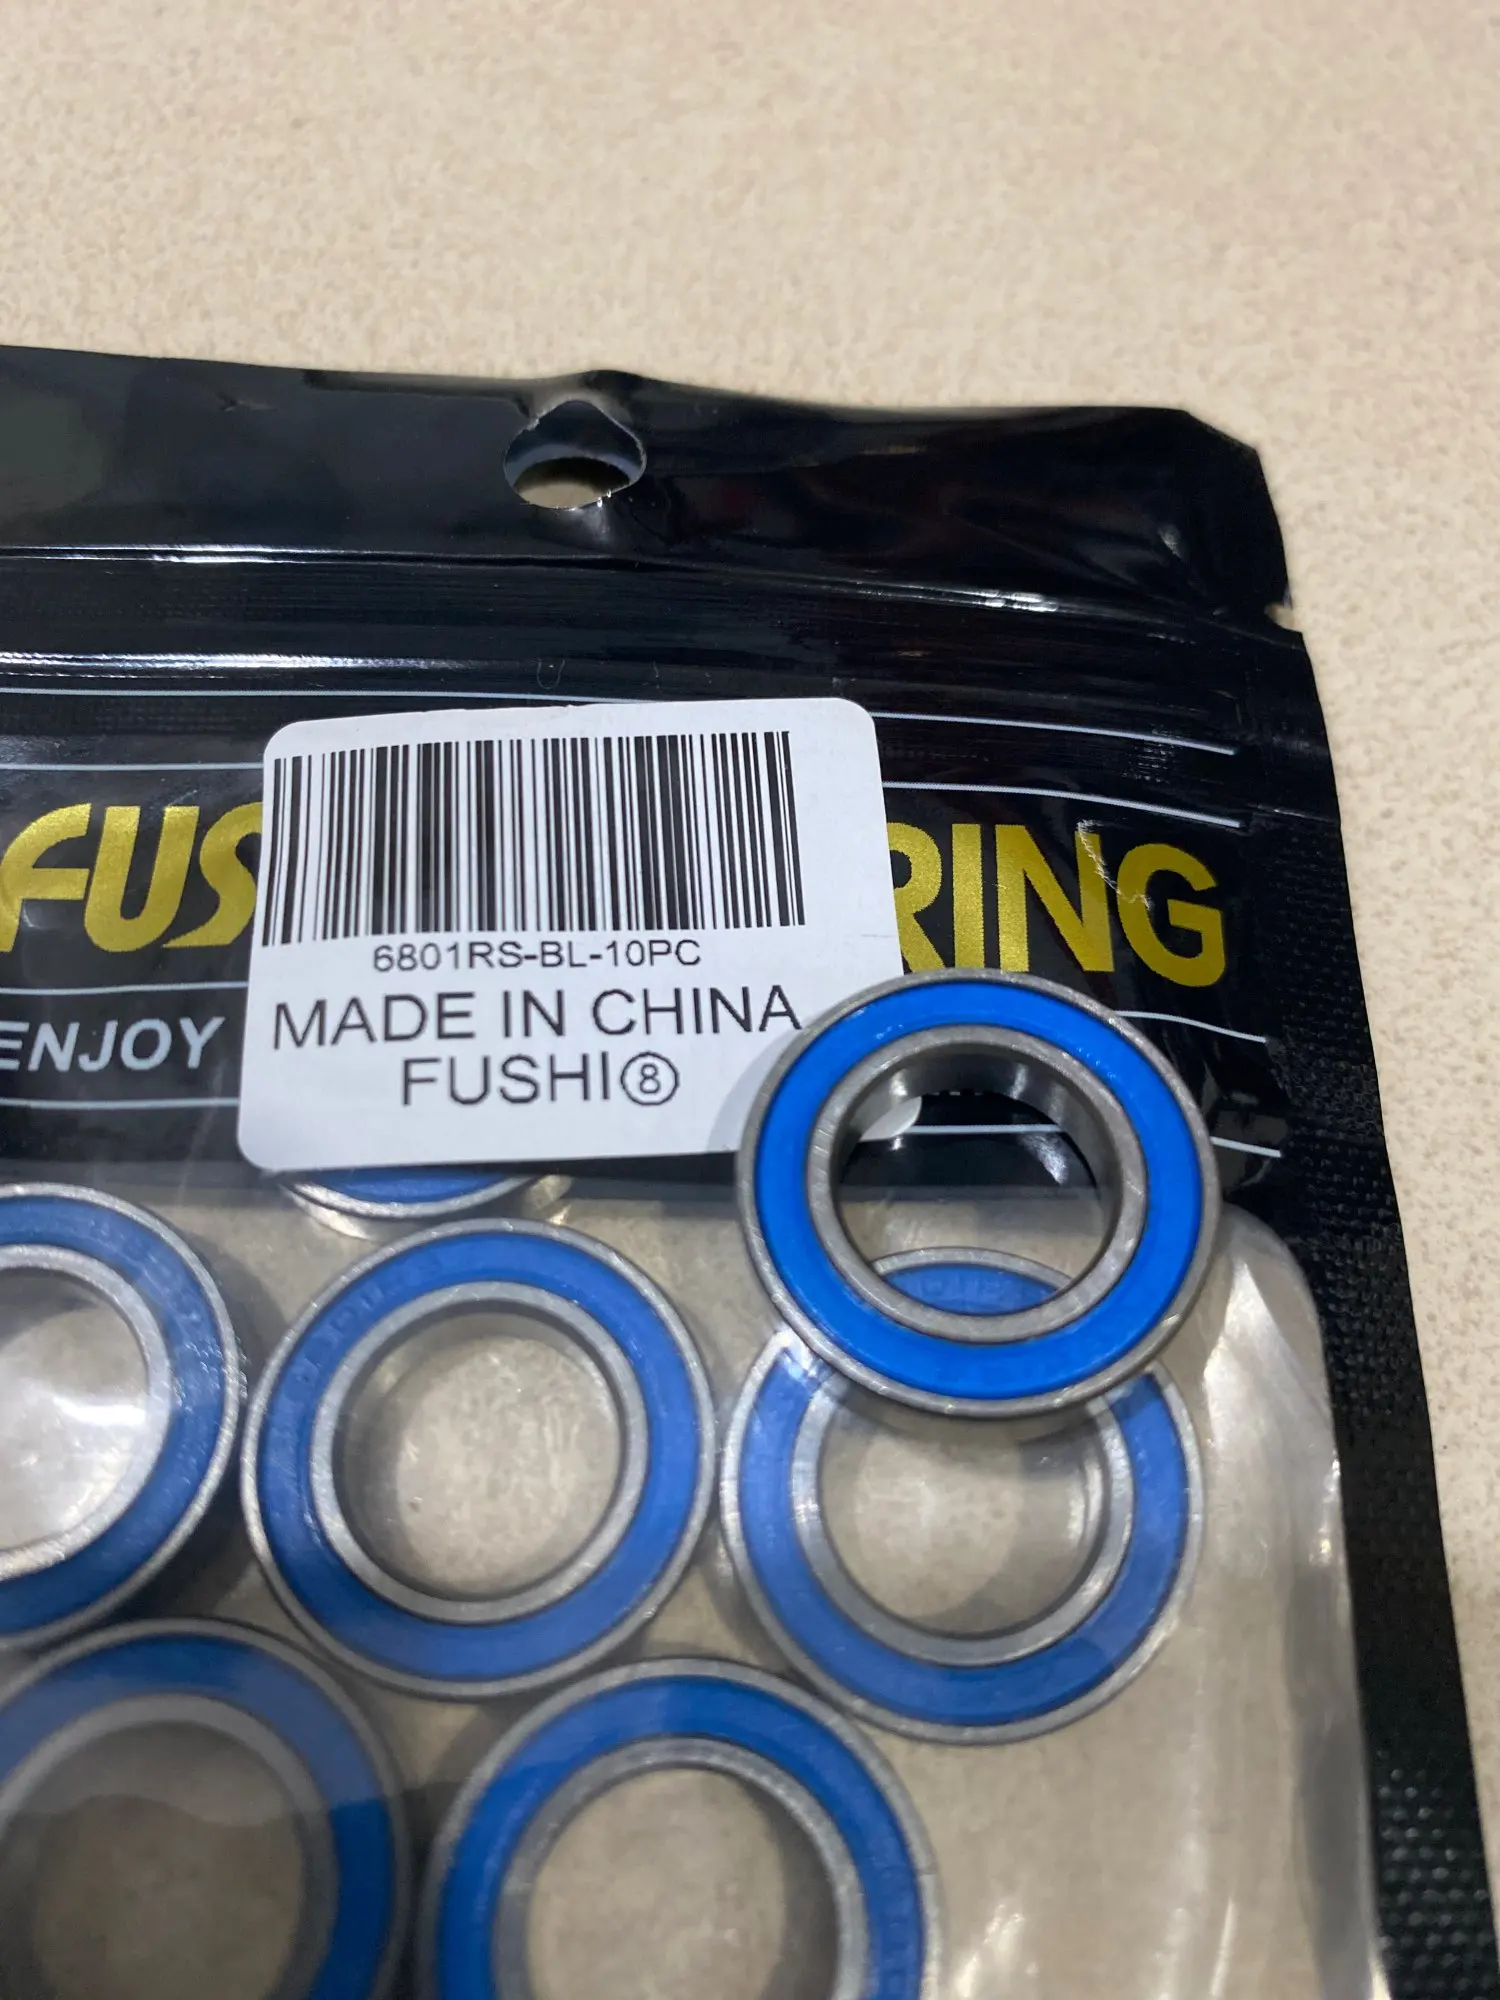 FUS RING
6801RS-BL-10PC
MADE IN CHINA
ENJOY
FUSHI⑧